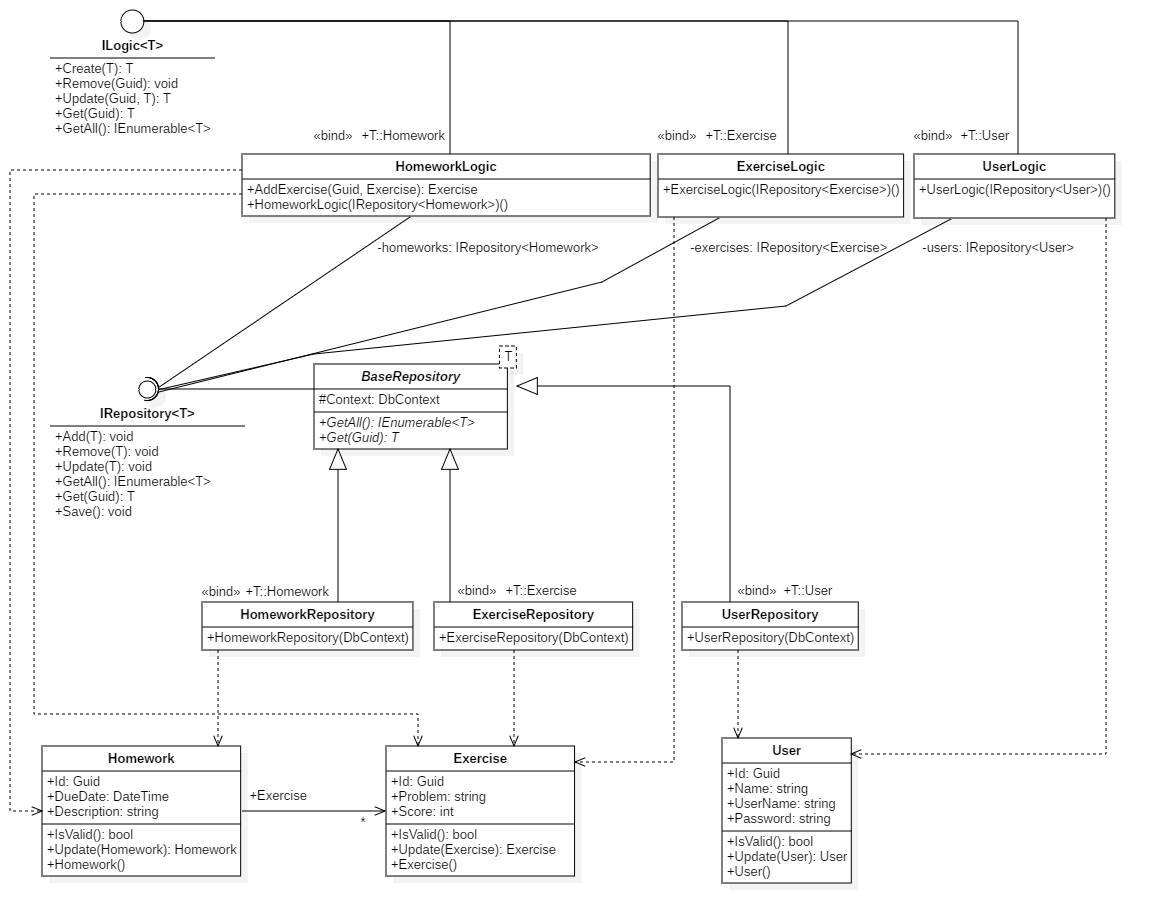 ILogic<T>
+Create(T): T
+Remove(Guid): void
+Update(Guid, T): T
+Get(Guid): T
+GetAll(): IEnumerable<T>
«bind» +T::Homework
«bind» +T::Exercise
«bind» +T::User
HomeworkLogic
+AddExercise(Guid, Exercise): Exercise
+HomeworkLogic(IRepository<Homework>)()
ExerciseLogic
+ExerciseLogic(IRepository<Exercise>)()
UserLogic
+UserLogic(IRepository<User>)()
-homeworks: IRepository<Homework>
-exercises: IRepository<Exercise>
-users: IRepository<User>
IRepository<T>
+Add(T): void
+Remove(T): void
+Update(T): void
+GetAll(): IEnumerable<T>
+Get(Guid): T
+Save(): void
T
BaseRepository
#Context: DbContext
+GetAll(): IEnumerable<T>
+Get(Guid): T
«bind» +T::Homework
«bind» +T::Exercise
«bind» +T::User
HomeworkRepository
+HomeworkRepository(DbContext)
ExerciseRepository
+ExerciseRepository(DbContext)
UserRepository
+UserRepository(DbContext)
Homework
+Id: Guid
+DueDate: DateTime
+Description: string
+IsValid(): bool
+Update(Homework): Homework
+Homework()
+Exercise
*
Exercise
+Id: Guid
+Problem: string
+Score: int
+IsValid(): bool
+Update(Exercise): Exercise
+Exercise()
User
+Id: Guid
+Name: string
+UserName: string
+Password: string
+IsValid(): bool
+Update(User): User
+User()